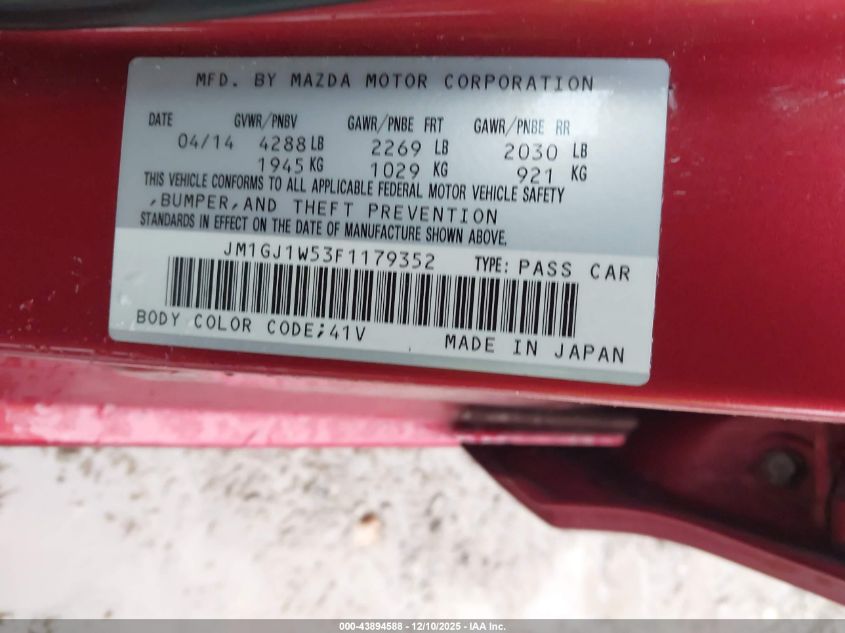 MFD. BY MAZDA MOTOR CORPORATION
DATE GVWR/PNBV GAWR/PNBE FRT GAWR/PNBE RR
04/14 4288 LB 2269 LB 2030 LB
1945 KG 1029 KG 921 KG
THIS VEHICLE CONFORMS TO ALL APPLICABLE FEDERAL MOTOR VEHICLE SAFETY
,BUMPER,AND THEFT PREVENTION
STANDARDS IN EFFECT ON THE DATE OF MANUFACTURE SHOWN ABOVE.
JM1GJ1W53F1179352 TYPE: PASS CAR
BODY COLOR CODE;41V MADE IN JAPAN
000-43894588 - 12/10/2025 - IAA Inc.